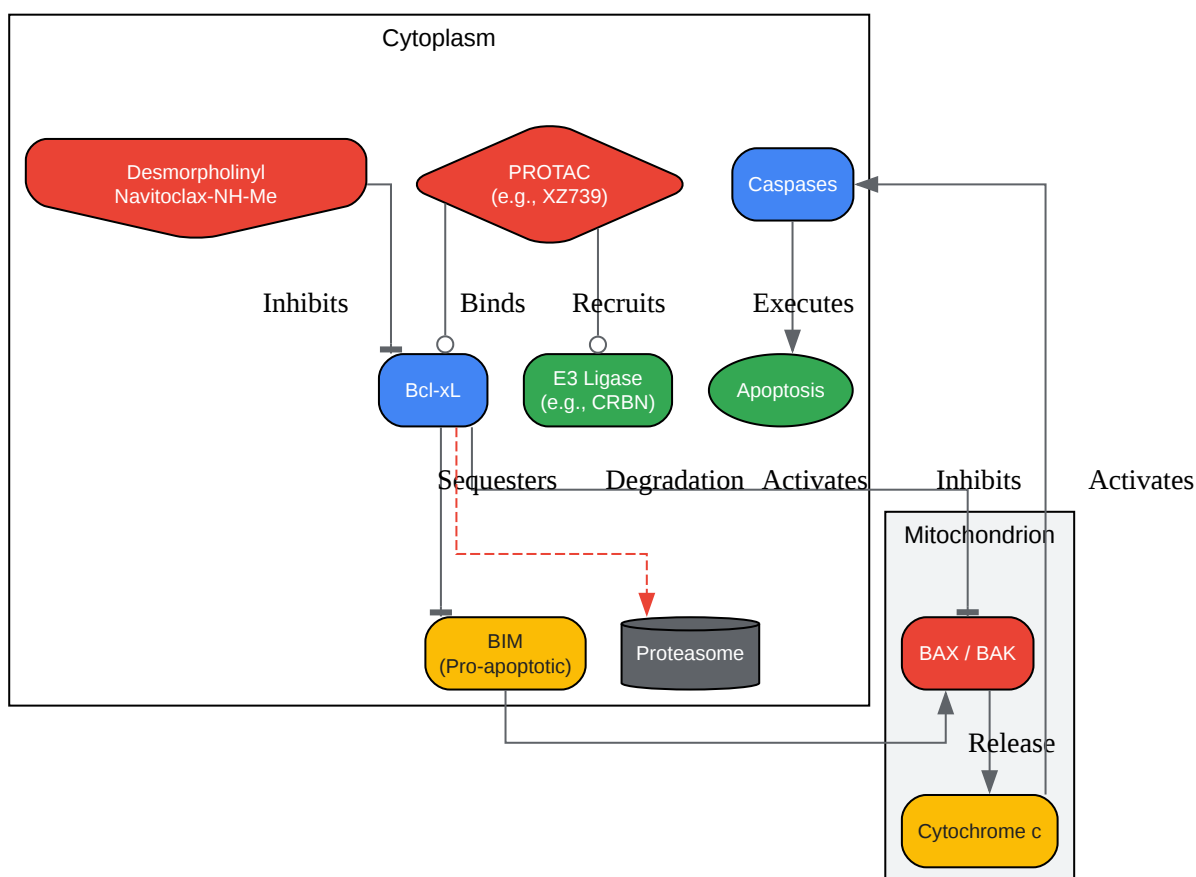 Cytoplasm
Desmorpholinyl
Navitoclax-NH-Me
PROTAC
(e.g., XZ739)
Caspases
Inhibits
Binds
Recruits
Executes
Bcl-xL
E3 Ligase
(e.g., CRBN)
Apoptosis
Sequesters
Degradation
Activates
Inhibits
Activates
Mitochondrion
BIM
(Pro-apoptotic)
Proteasome
BAX / BAK
Release
Cytochrome c